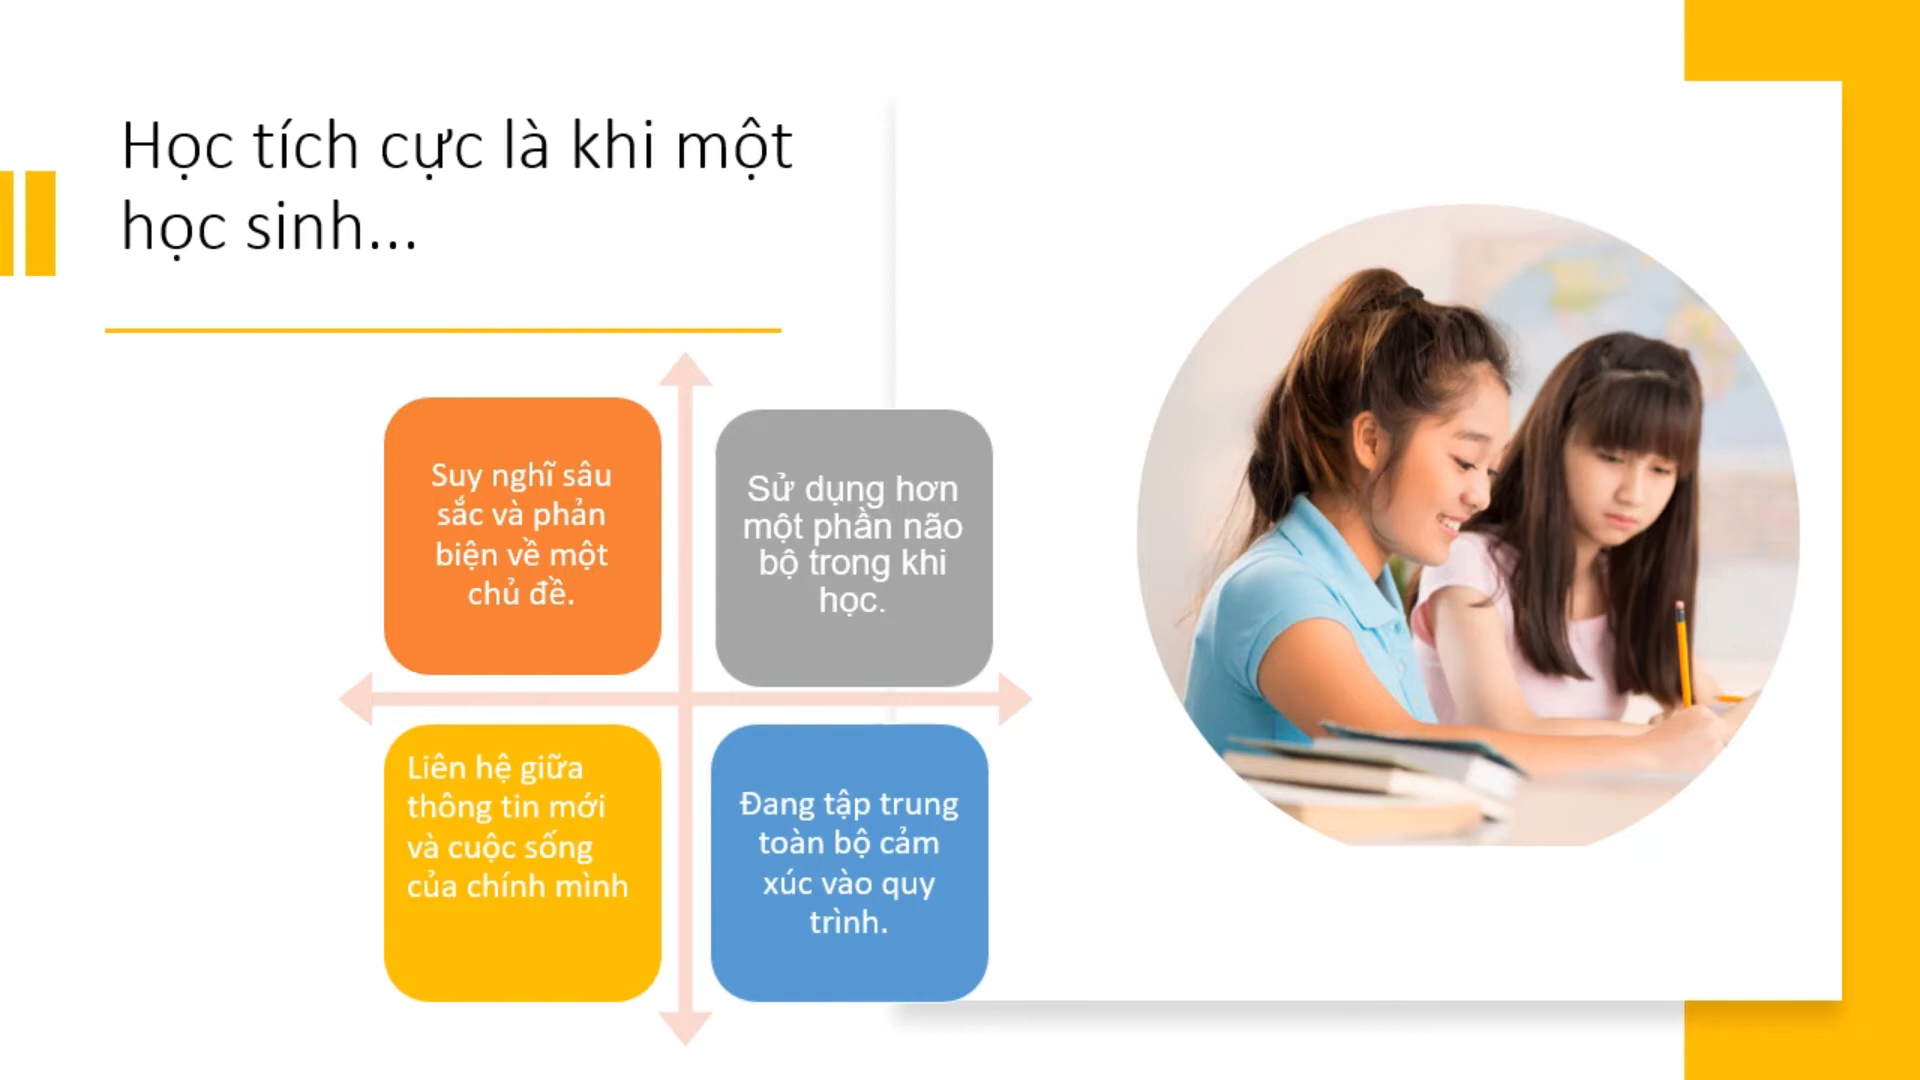 Học tích cực là khi một
học sinh...
Suy nghĩ sâu
sắc và phản
biện về một
chủ đề.
Sử dụng hơn
một phần não
bộ trong khi
học.
Liên hệ giữa
thông tin mới
và cuộc sống
của chính mình
Đang tập trung
toàn bộ cảm
xúc vào quy
trình.